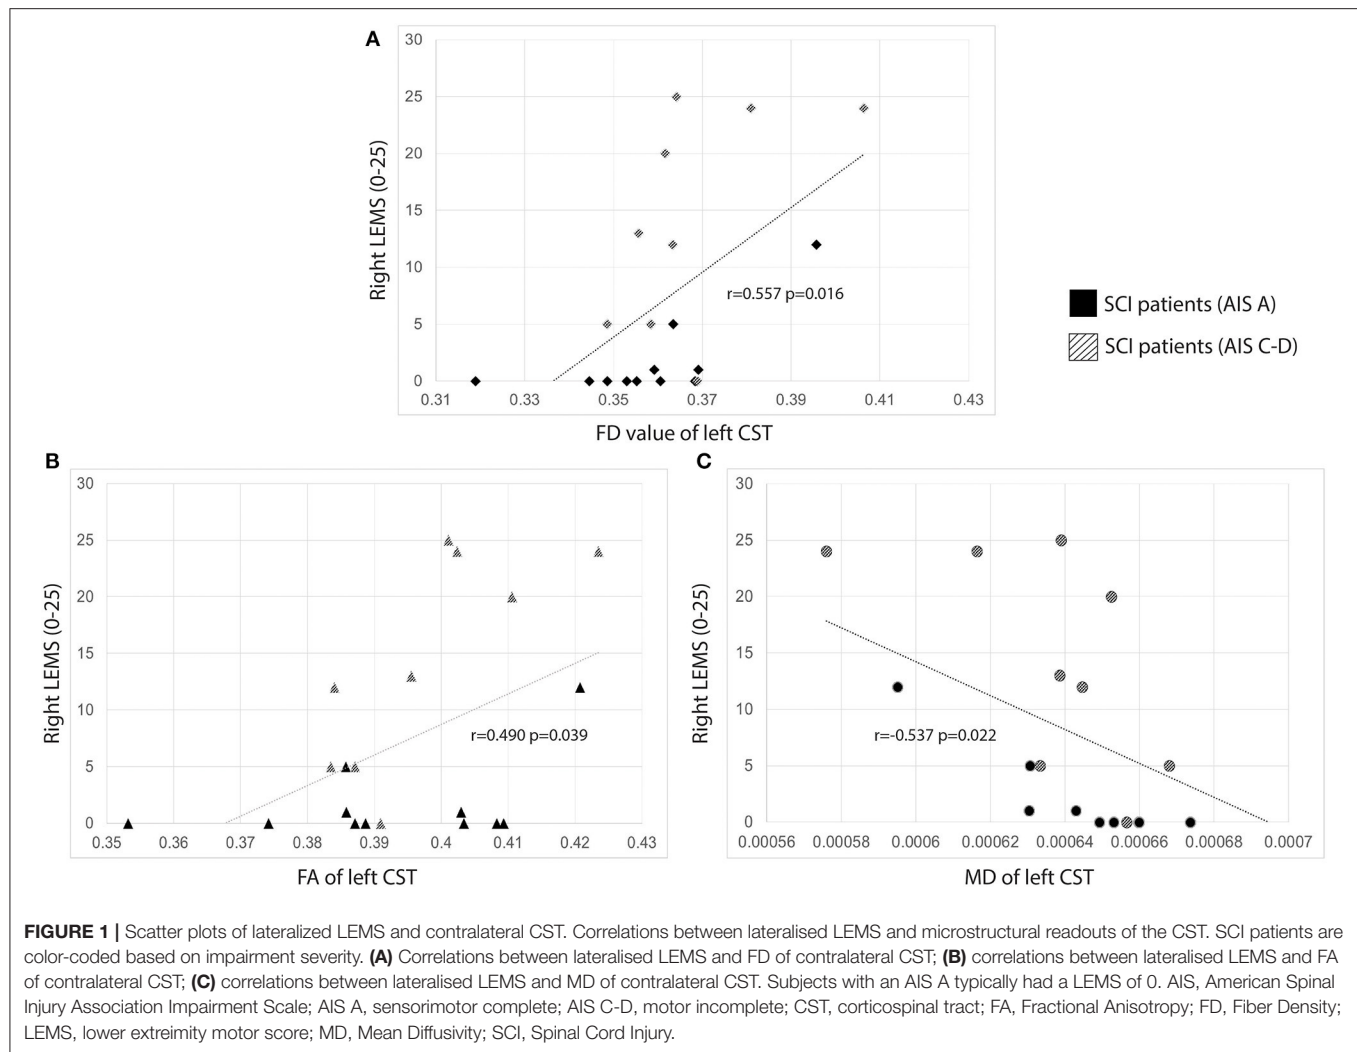 A
30
25
20
15
10
5
0
Right LEMS (0-25)
r=0.557 p=0.016
0.31 0.33 0.35 0.37 0.39 0.41 0.43
FD value of left CST
SCI patients (AIS A)
SCI patients (AIS C-D)
B
30
25
20
15
10
5
0
Right LEMS (0-25)
r=0.490 p=0.039
0.35 0.36 0.37 0.38 0.39 0.4 0.41 0.42 0.43
FA of left CST
C
30
25
20
15
10
5
0
Right LEMS (0-25)
r=-0.537 p=0.022
0.00056 0.00058 0.0006 0.00062 0.00064 0.00066 0.00068 0.0007
MD of left CST
FIGURE 1 | Scatter plots of lateralized LEMS and contralateral CST. Correlations between lateralised LEMS and microstructural readouts of the CST. SCI patients are
color-coded based on impairment severity. (A) Correlations between lateralised LEMS and FD of contralateral CST; (B) correlations between lateralised LEMS and FA
of contralateral CST; (C) correlations between lateralised LEMS and MD of contralateral CST. Subjects with an AIS A typically had a LEMS of 0. AIS, American Spinal
Injury Association Impairment Scale; AIS A, sensorimotor complete; AIS C-D, motor incomplete; CST, corticospinal tract; FA, Fractional Anisotropy; FD, Fiber Density;
LEMS, lower extreimity motor score; MD, Mean Diffusivity; SCI, Spinal Cord Injury.